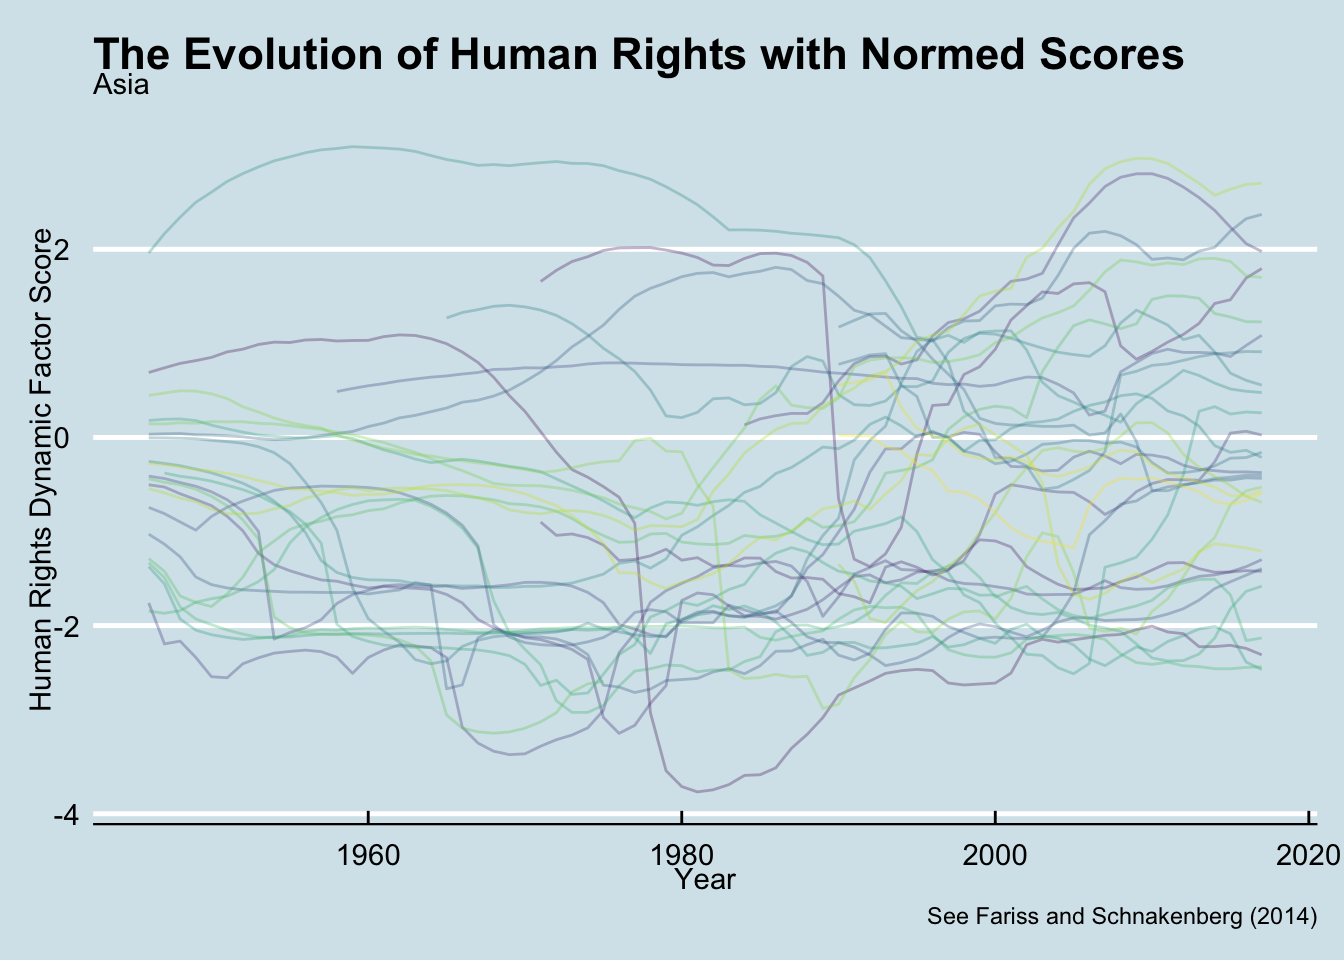 The Evolution of Human Rights with Normed Scores
Asia
Human Rights Dynamic Factor Score
2
0
-2
-4
1960
1980
2000
2020
Year
See Fariss and Schnakenberg (2014)